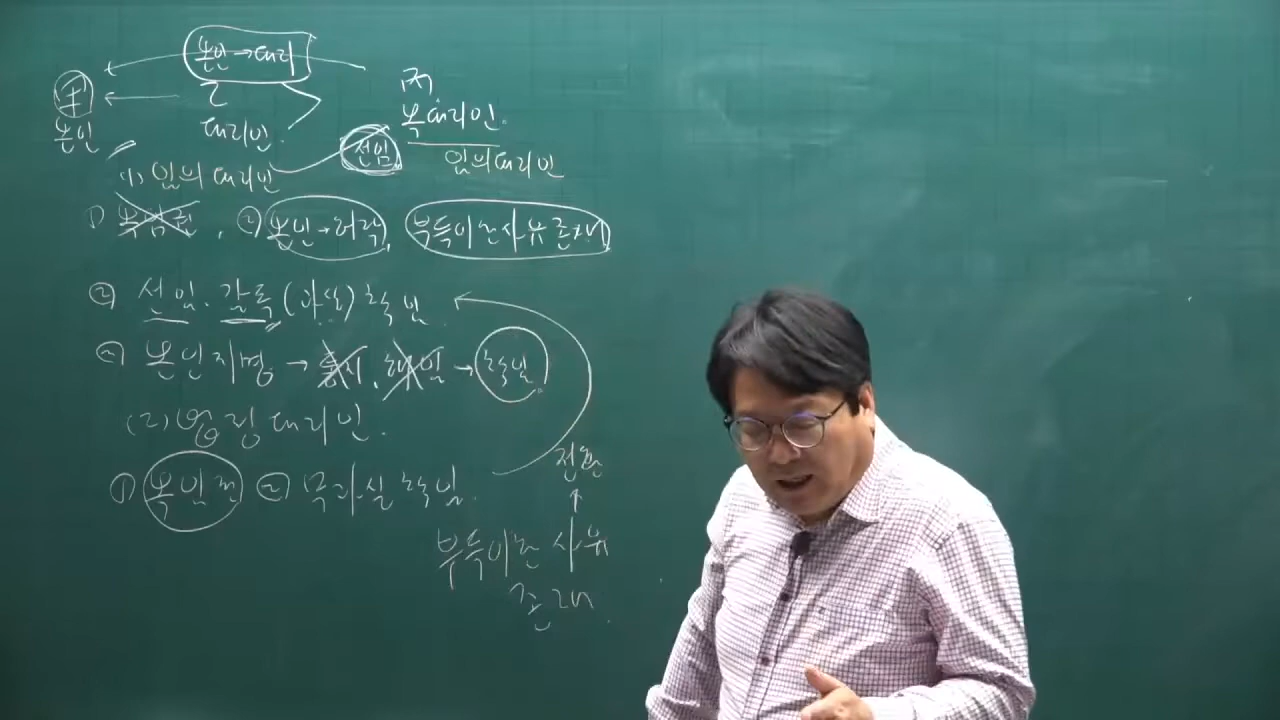 본인→대리
甲 乙 丙
본인 대리인. 복대리인.
선임 임의대리인
(1) 임의대리인
① 복임권, ② 본인→허락, 부득이한 사유 존재
② 선임. 감독 (과실) 책임.
③ 본인지명 → 통지, 해임 → 책임
(2) 법정대리인.
① 복임권 ② 무과실 책임.
전환
↑
부득이한 사유
존재.